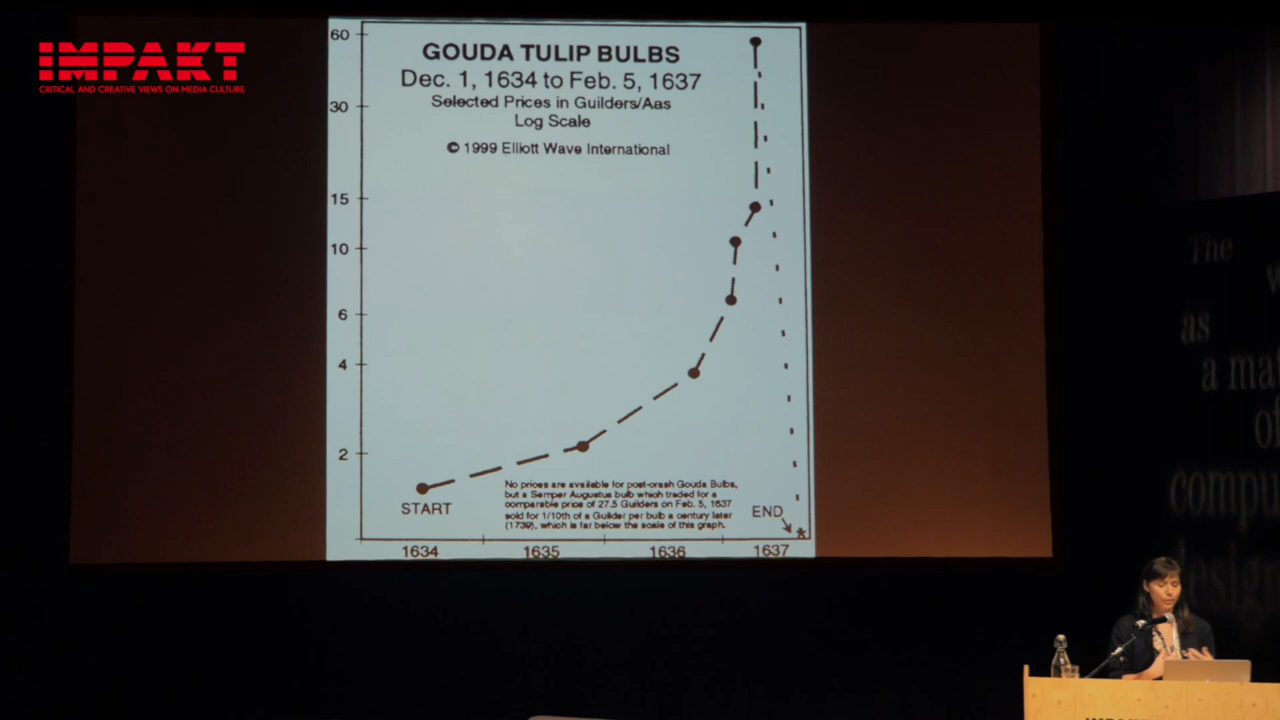 IMPAKT
CRITICAL AND CREATIVE VIEWS ON MEDIA CULTURE
GOUDA TULIP BULBS
Dec. 1, 1634 to Feb. 5, 1637
Selected Prices in Guilders/Aas
Log Scale
© 1999 Elliott Wave International
60
30
15
10
6
4
2
START
No prices are available for post-crash Gouda Bulbs,
but a Semper Augustus bulb which traded for a
comparable price of 27.5 Guilders on Feb. 5, 1637
sold for 1/10th of a Guilder per bulb a century later
(1739), which is far below the scale of this graph.
END
1634 1635 1636 1637
The
as
a
of